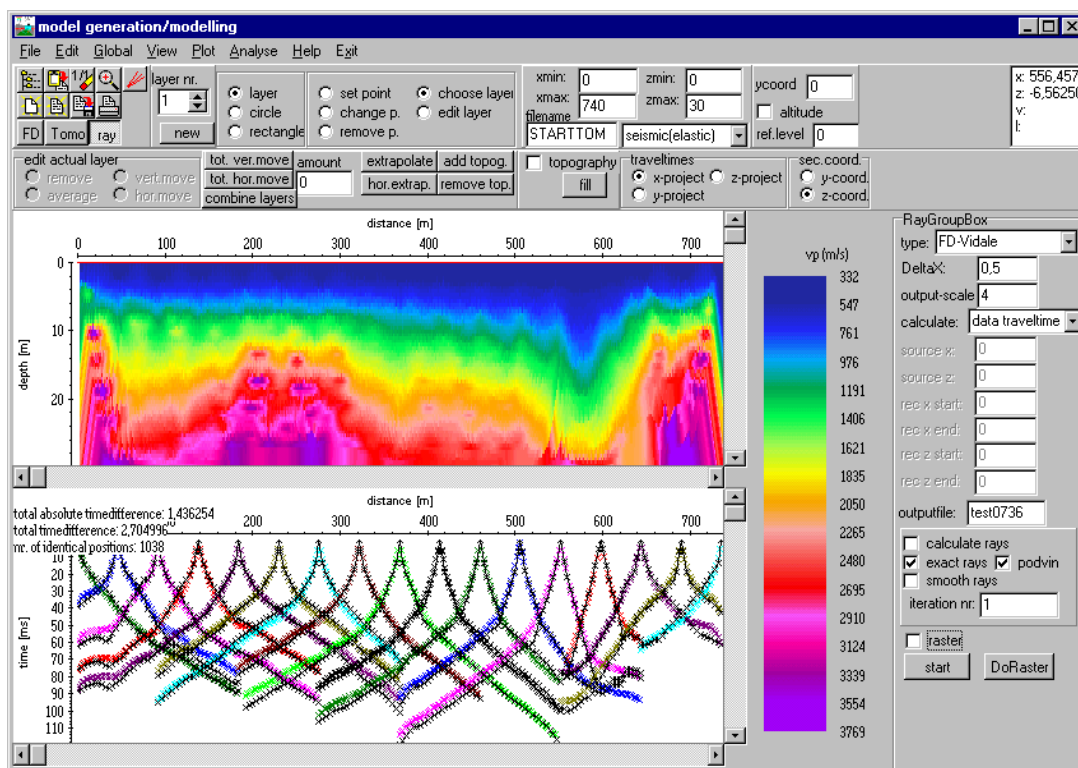 model generation/modelling
File Edit Global View Plot Analyse Help Exit
layer nr.
1
new
FD Tomo ray
layer
circle
rectangle
set point
change p.
remove p.
choose layer
edit layer
xmin: 0
xmax: 740
zmin: 0
zmax: 30
filename
STARTTOM
seismic(elastic)
ycoord 0
altitude
ref.level 0
x: 556,457
z: -6,56250
v:
l:
edit actual layer
remove
average
vert.move
hor.move
tot. ver.move
tot. hor.move
combine layers
amount
0
extrapolate
hor.extrap.
add topog.
remove top.
topography
fill
traveltimes
x-project
z-project
y-project
sec.coord.
y-coord.
z-coord.
distance [m]
0 100 200 300 400 500 600 700
depth [m]
0
10
20
vp (m/s)
332
547
761
976
1191
1406
1621
1835
2050
2265
2480
2695
2910
3124
3339
3554
3769
distance [m]
total absolute timedifference: 1,436254
total timedifference: 2,704996
nr. of identical positions: 1038
200 300 400 500 600 700
time [ms]
10
20
30
40
50
60
70
80
90
100
110
RayGroupBox
type: FD-Vidale
DeltaX: 0,5
output-scale 4
calculate: data traveltime
source x: 0
source z: 0
rec x start: 0
rec x end: 0
rec z start: 0
rec z end: 0
outputfile: test0736
calculate rays
exact rays podvin
smooth rays
iteration nr: 1
raster
start
DoRaster